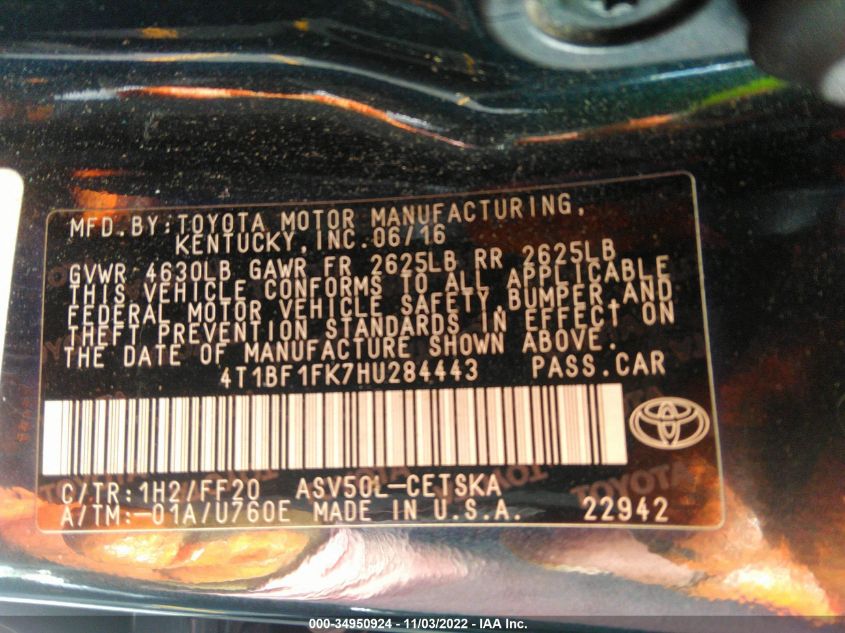 MFD.BY:TOYOTA MOTOR MANUFACTURING,
KENTUCKY,INC.06/16
GVWR 4630LB GAWR FR 2625LB RR 2625LB
THIS VEHICLE CONFORMS TO ALL APPLICABLE
FEDERAL MOTOR VEHICLE SAFETY,BUMPER,AND
THEFT PREVENTION STANDARDS IN EFFECT ON
THE DATE OF MANUFACTURE SHOWN ABOVE.
4T1BF1FK7HU284443 PASS.CAR
C/TR:1H2/FF20 ASV50L-CETSKA
A/TM:-01A/U760E MADE IN U.S.A. 22942
000-34950924 - 11/03/2022 - IAA Inc.